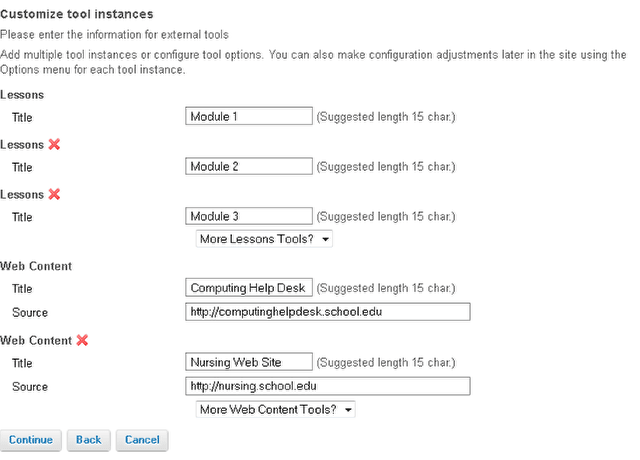 Customize tool instances
Please enter the information for external tools
Add multiple tool instances or configure tool options. You can also make configuration adjustments later in the site using the
Options menu for each tool instance.
Lessons
Title Module 1 (Suggested length 15 char.)
Lessons
Title Module 2 (Suggested length 15 char.)
Lessons
Title Module 3 (Suggested length 15 char.)
More Lessons Tools?
Web Content
Title Computing Help Desk (Suggested length 15 char.)
Source http://computinghelpdesk.school.edu
Web Content
Title Nursing Web Site (Suggested length 15 char.)
Source http://nursing.school.edu
More Web Content Tools?
Continue Back Cancel